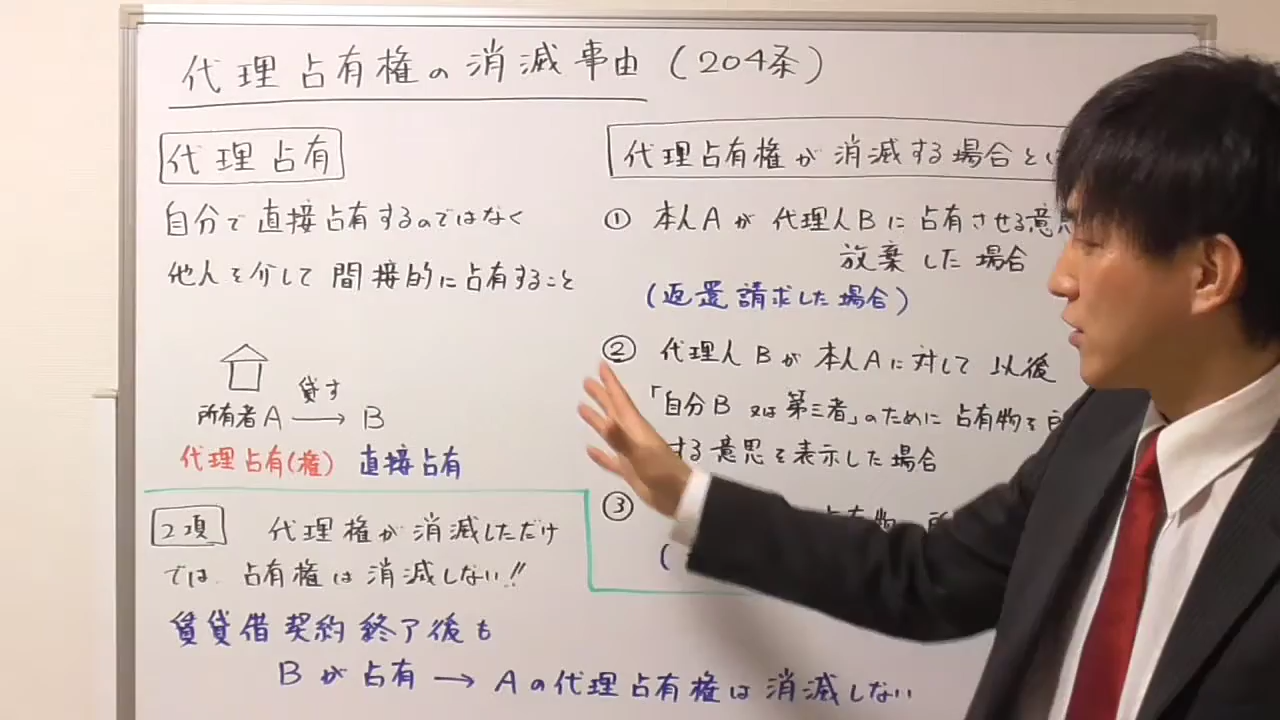 代理占有権の消滅事由(204条)
代理占有
自分で直接占有するのではなく
他人を介して間接的に占有すること
貸す
所有者A → B
代理占有(権) 直接占有
2項 代理権が消滅しただけ
では、占有権は消滅しない!!
賃貸借契約終了後も
Bが占有 → Aの代理占有権は消滅しない
代理占有権が消滅する場合と
① 本人Aが代理人Bに占有させる意
放棄した場合
(返還請求した場合)
② 代理人Bが本人Aに対して以後
「自分B又は第三者」のために占有物を
する意思を表示した場合
③